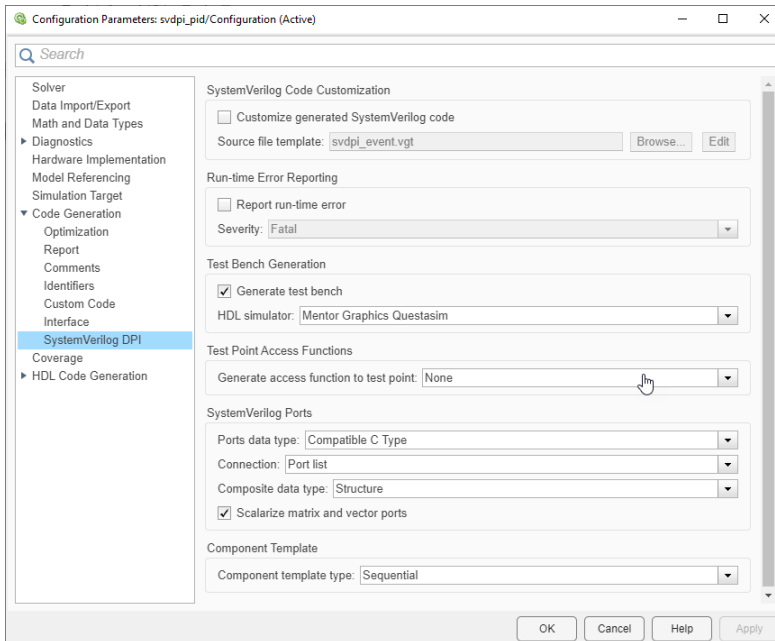 Configuration Parameters: svdpi_pid/Configuration (Active)
Search
Solver
Data Import/Export
Math and Data Types
Diagnostics
Hardware Implementation
Model Referencing
Simulation Target
Code Generation
Optimization
Report
Comments
Identifiers
Custom Code
Interface
SystemVerilog DPI
Coverage
HDL Code Generation
SystemVerilog Code Customization
Customize generated SystemVerilog code
Source file template: svdpi_event.vgt Browse... Edit
Run-time Error Reporting
Report run-time error
Severity: Fatal
Test Bench Generation
Generate test bench
HDL simulator: Mentor Graphics Questasim
Test Point Access Functions
Generate access function to test point: None
SystemVerilog Ports
Ports data type: Compatible C Type
Connection: Port list
Composite data type: Structure
Scalarize matrix and vector ports
Component Template
Component template type: Sequential
OK Cancel Help Apply